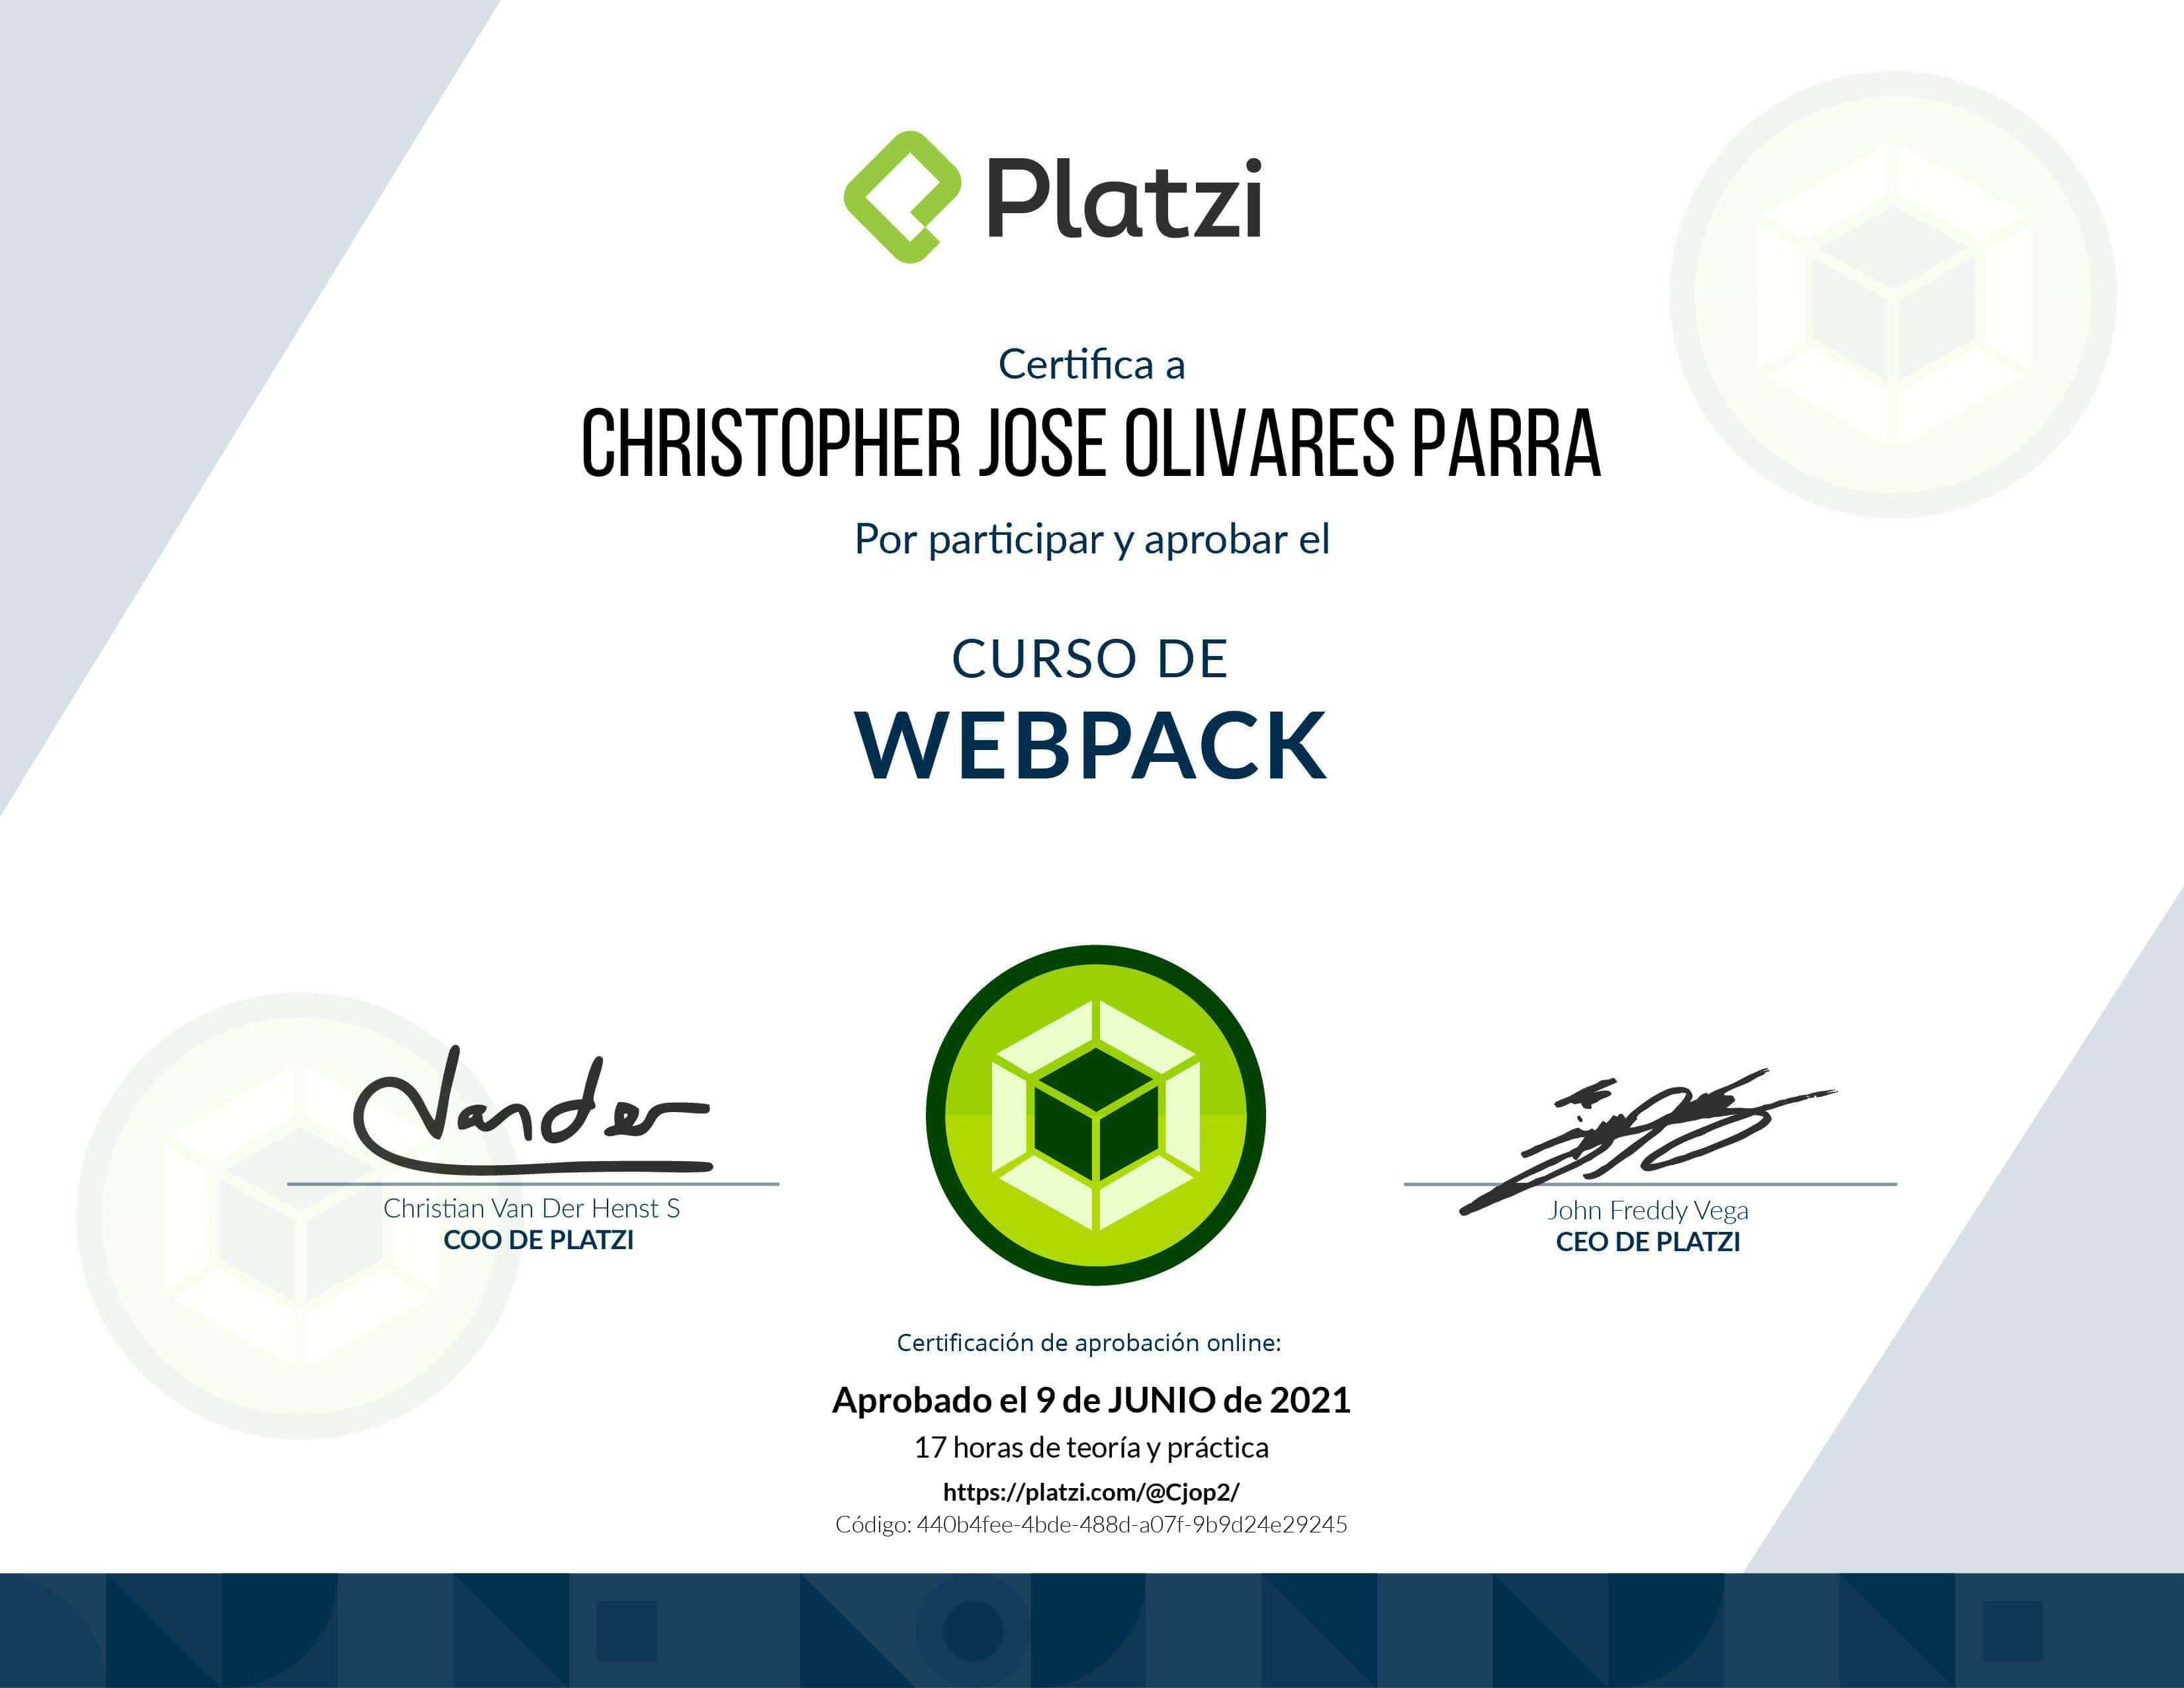 Platzi
Certifica a
CHRISTOPHER JOSE OLIVARES PARRA
Por participar y aprobar el
CURSO DE
WEBPACK
Vander
Christian Van Der Henst S
COO DE PLATZI
John Freddy Vega
CEO DE PLATZI
Certificación de aprobación online:
Aprobado el 9 de JUNIO de 2021
17 horas de teoría y práctica
https://platzi.com/@Cjop2/
Código: 440b4fee-4bde-488d-a07f-9b9d24e29245